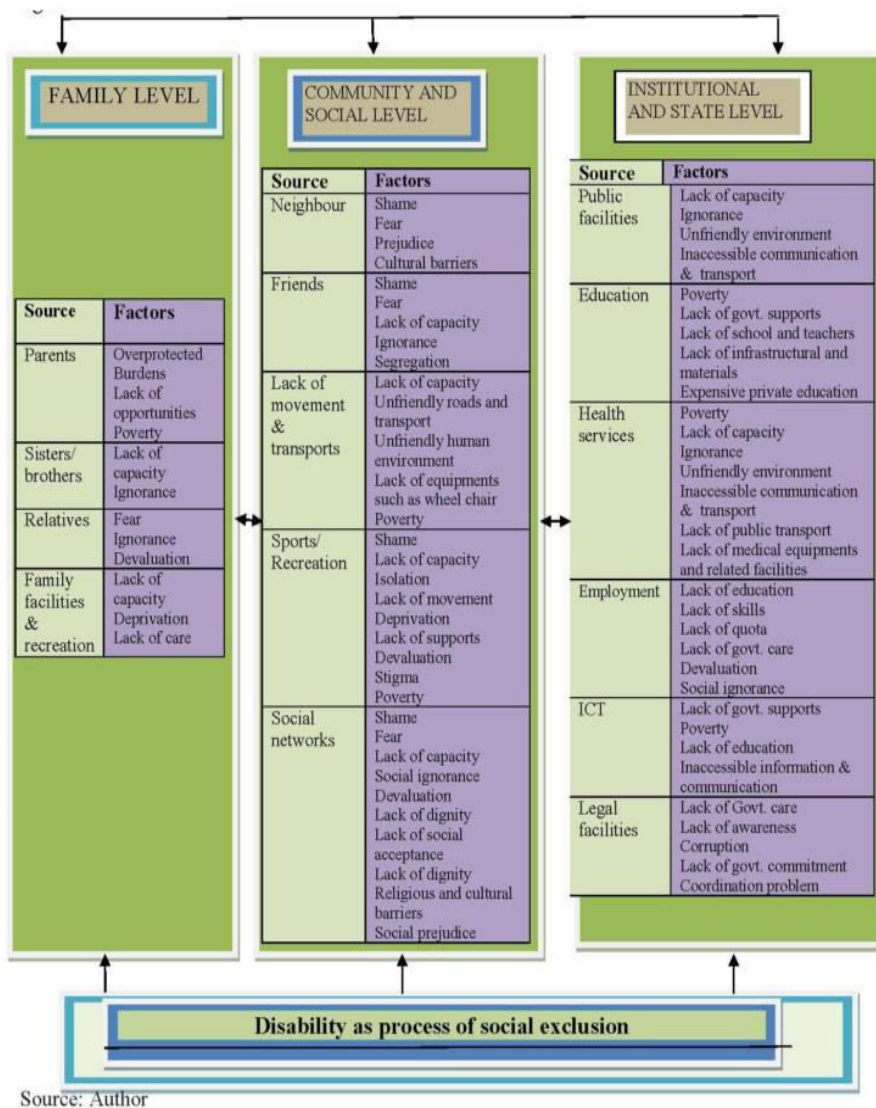 FAMILY LEVEL
Source Factors
Parents Overprotected
Burdens
Lack of
opportunities
Poverty
Sisters/ Lack of
brothers capacity
Ignorance
Relatives Fear
Ignorance
Devaluation
Family Lack of
facilities capacity
& Deprivation
recreation Lack of care
COMMUNITY AND
SOCIAL LEVEL
Source Factors
Neighbour Shame
Fear
Prejudice
Cultural barriers
Friends Shame
Fear
Lack of capacity
Ignorance
Segregation
Lack of Lack of capacity
movement Unfriendly roads and
& transport
transports Unfriendly human
environment
Lack of equipments
such as wheel chair
Poverty
Sports/ Shame
Recreation Lack of capacity
Isolation
Lack of movement
Deprivation
Lack of supports
Devaluation
Stigma
Poverty
Social Shame
networks Fear
Lack of capacity
Social ignorance
Devaluation
Lack of dignity
Lack of social
acceptance
Lack of dignity
Religious and cultural
barriers
Social prejudice
INSTITUTIONAL
AND STATE LEVEL
Source Factors
Public Lack of capacity
facilities Ignorance
Unfriendly environment
Inaccessible communication
& transport
Education Poverty
Lack of govt. supports
Lack of school and teachers
Lack of infrastructural and
materials
Expensive private education
Health Poverty
services Lack of capacity
Ignorance
Unfriendly environment
Inaccessible communication
& transport
Lack of public transport
Lack of medical equipments
and related facilities
Employment Lack of education
Lack of skills
Lack of quota
Lack of govt. care
Devaluation
Social ignorance
ICT Lack of govt. supports
Poverty
Lack of education
Inaccessible information &
communication
Legal Lack of Govt. care
facilities Lack of awareness
Corruption
Lack of govt. commitment
Coordination problem
Disability as process of social exclusion
Source: Author